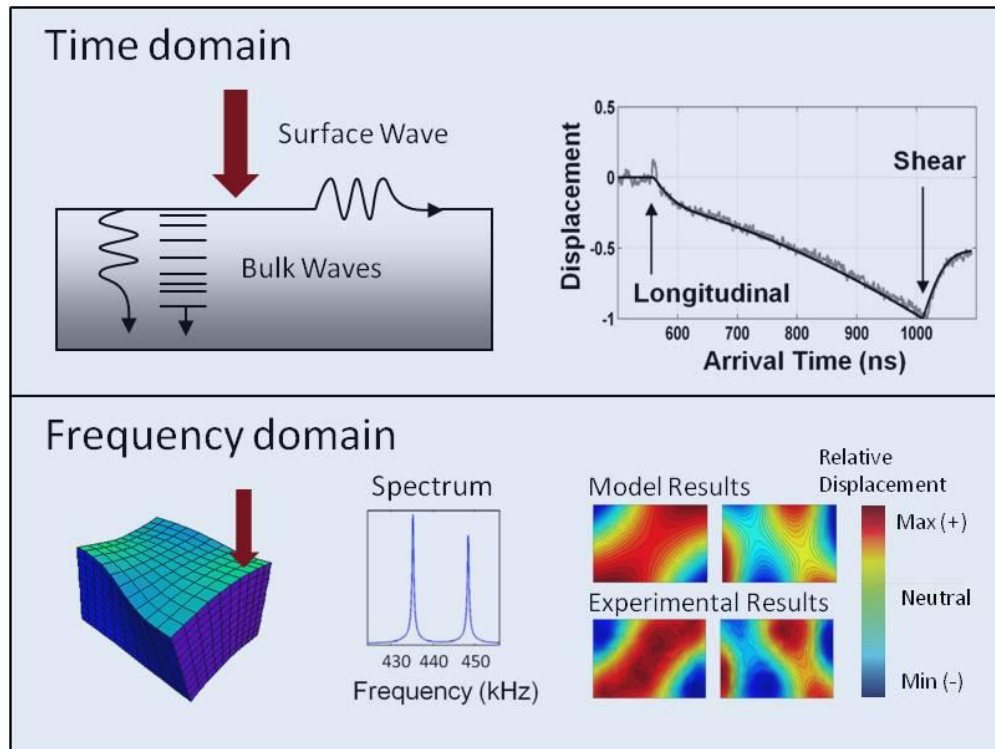 Time domain
Surface Wave
Bulk Waves
0.5
0
-0.5
-1
Displacement
Longitudinal
Shear
600 700 800 900 1000
Arrival Time (ns)
Frequency domain
Spectrum
430 440 450
Frequency (kHz)
Model Results
Experimental Results
Relative
Displacement
Max (+)
Neutral
Min (-)